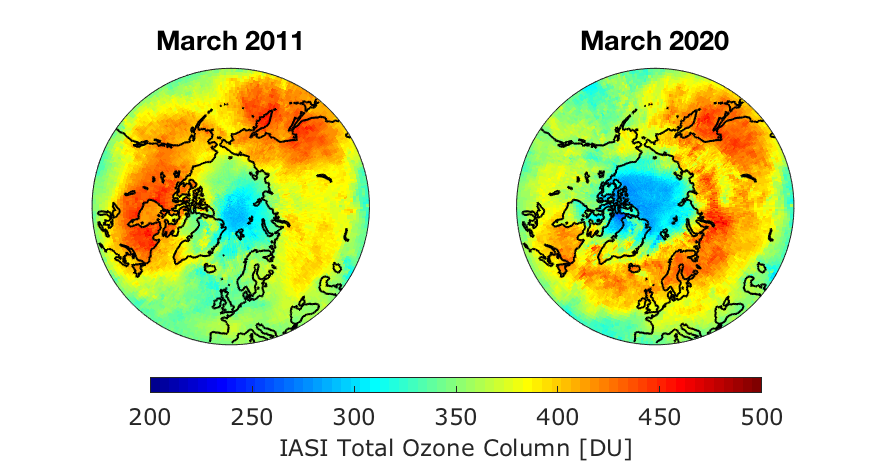 March 2011
March 2020
200 250 300 350 400 450 500
IASI Total Ozone Column [DU]